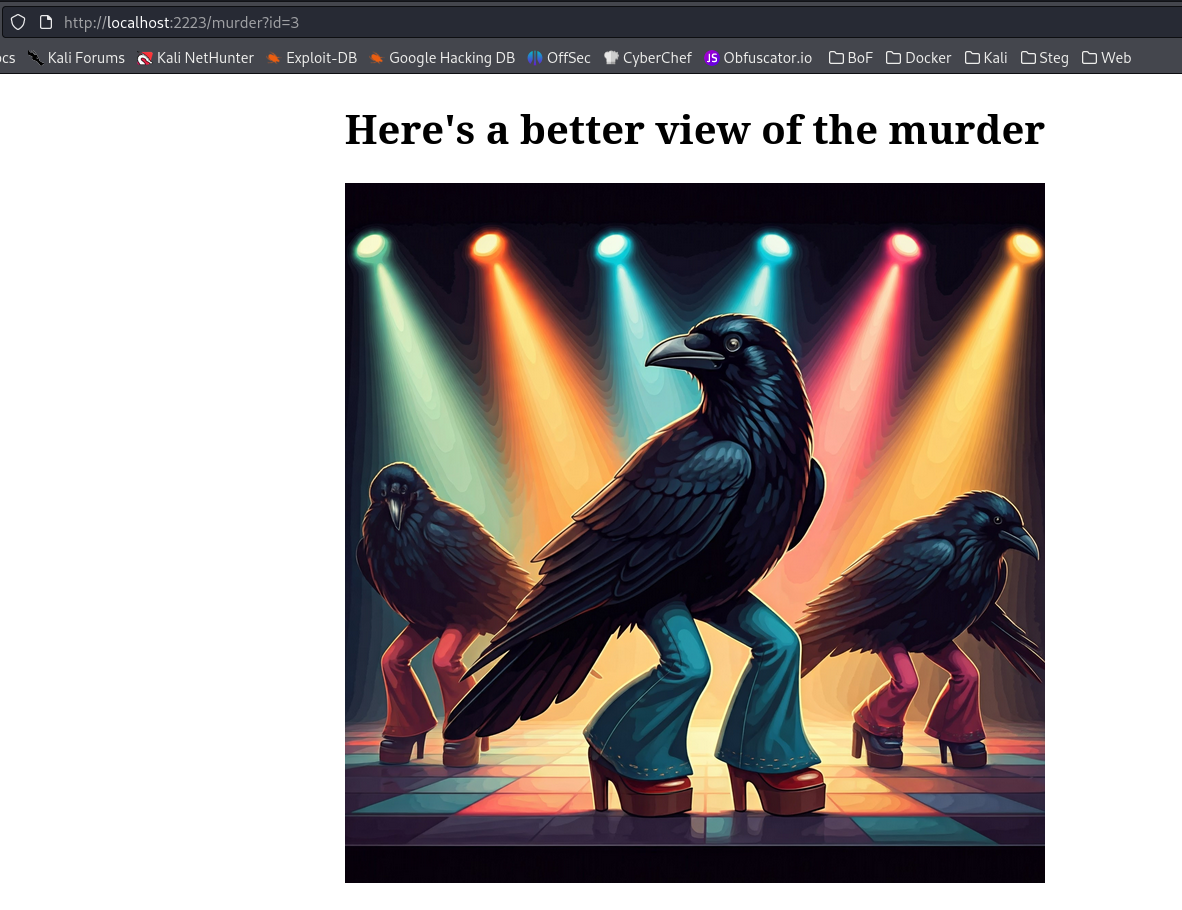 http://localhost:2223/murder?id=3
Kali Forums Kali NetHunter Exploit-DB Google Hacking DB OffSec CyberChef JS Obfuscator.io BoF Docker Kali Steg Web
Here's a better view of the murder